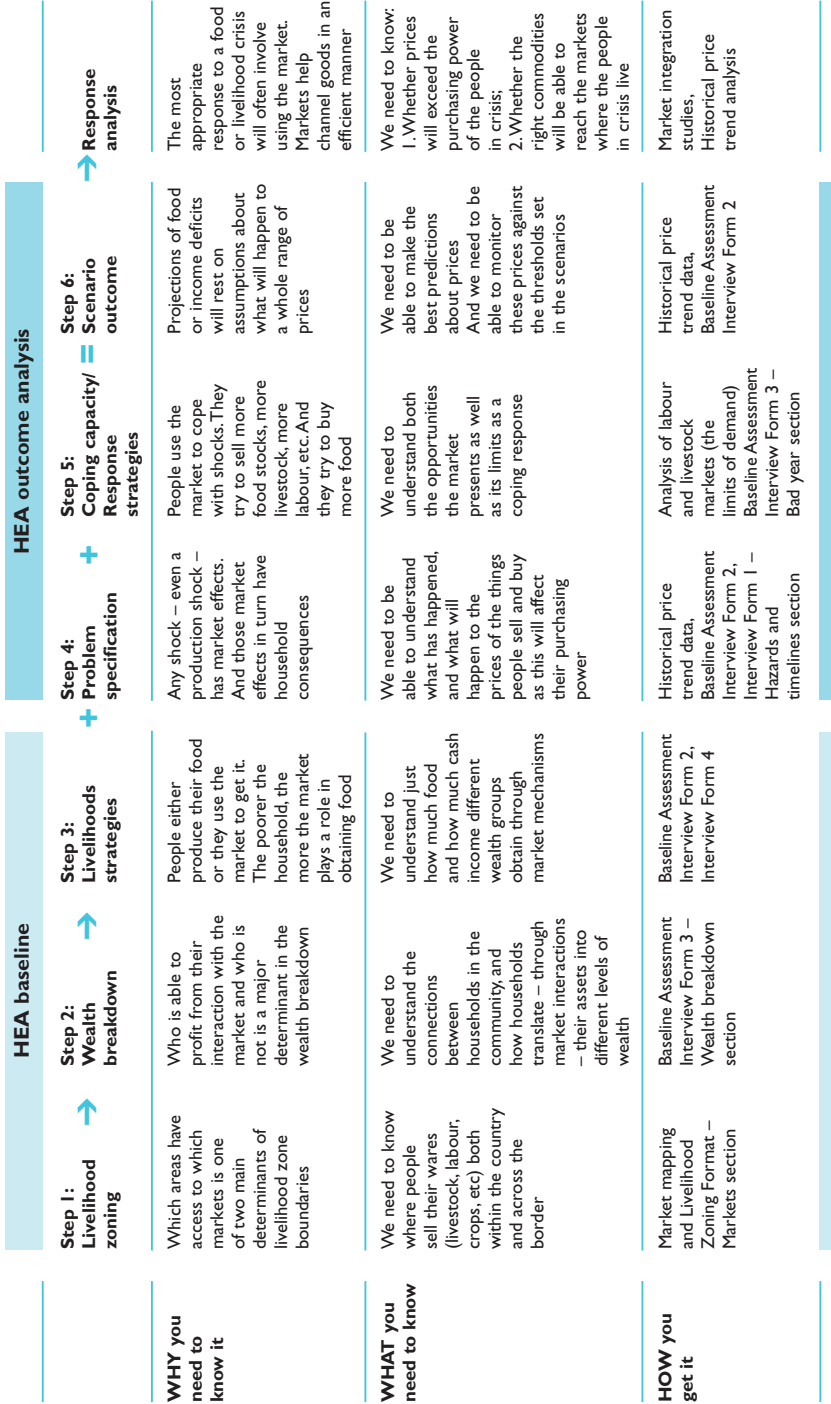 HEA baseline
HEA outcome analysis
Step 1:
Livelihood
zoning
→
Step 2:
Wealth
breakdown
→
Step 3:
Livelihoods
strategies
+
Step 4:
Problem
specification
+
Step 5:
Coping capacity/
Response
strategies
=
Step 6:
Scenario
outcome
→
Response
analysis
WHY you
need to
know it
Which areas have
access to which
markets is one
of two main
determinants of
livelihood zone
boundaries
Who is able to
profit from their
interaction with the
market and who is
not is a major
determinant in the
wealth breakdown
People either
produce their food
or they use the
market to get it.
The poorer the
household, the
more the market
plays a role in
obtaining food
Any shock – even a
production shock –
has market effects.
And those market
effects in turn have
household
consequences
People use the
market to cope
with shocks. They
try to sell more
food stocks, more
livestock, more
labour, etc. And
they try to buy
more food
Projections of food
or income deficits
will rest on
assumptions about
what will happen to
a whole range of
prices
The most
appropriate
response to a food
or livelihood crisis
will often involve
using the market.
Markets help
channel goods in an
efficient manner
WHAT you
need to know
We need to know
where people
sell their wares
(livestock, labour,
crops, etc) both
within the country
and across the
border
We need to
understand the
connections
between
households in the
community, and
how households
translate – through
market interactions
– their assets into
different levels of
wealth
We need to
understand just
how much food
and how much cash
income different
wealth groups
obtain through
market mechanisms
We need to be
able to understand
what has happened,
and what will
happen to the
prices of the things
people sell and buy
as this will affect
their purchasing
power
We need to
understand both
the opportunities
the market
presents as well
as its limits as a
coping response
We need to be
able to make the
best predictions
about prices
And we need to be
able to monitor
these prices against
the thresholds set
in the scenarios
We need to know:
1. Whether prices
will exceed the
purchasing power
of the people
in crisis;
2. Whether the
right commodities
will be able to
reach the markets
where the people
in crisis live
HOW you
get it
Market mapping
and Livelihood
Zoning Format –
Markets section
Baseline Assessment
Interview Form 3 –
Wealth breakdown
section
Baseline Assessment
Interview Form 2,
Interview Form 4
Historical price
trend data,
Baseline Assessment
Interview Form 2,
Interview Form 1 –
Hazards and
timelines section
Analysis of labour
and livestock
markets (the
limits of demand)
Baseline Assessment
Interview Form 3 –
Bad year section
Historical price
trend data,
Baseline Assessment
Interview Form 2
Market integration
studies,
Historical price
trend analysis